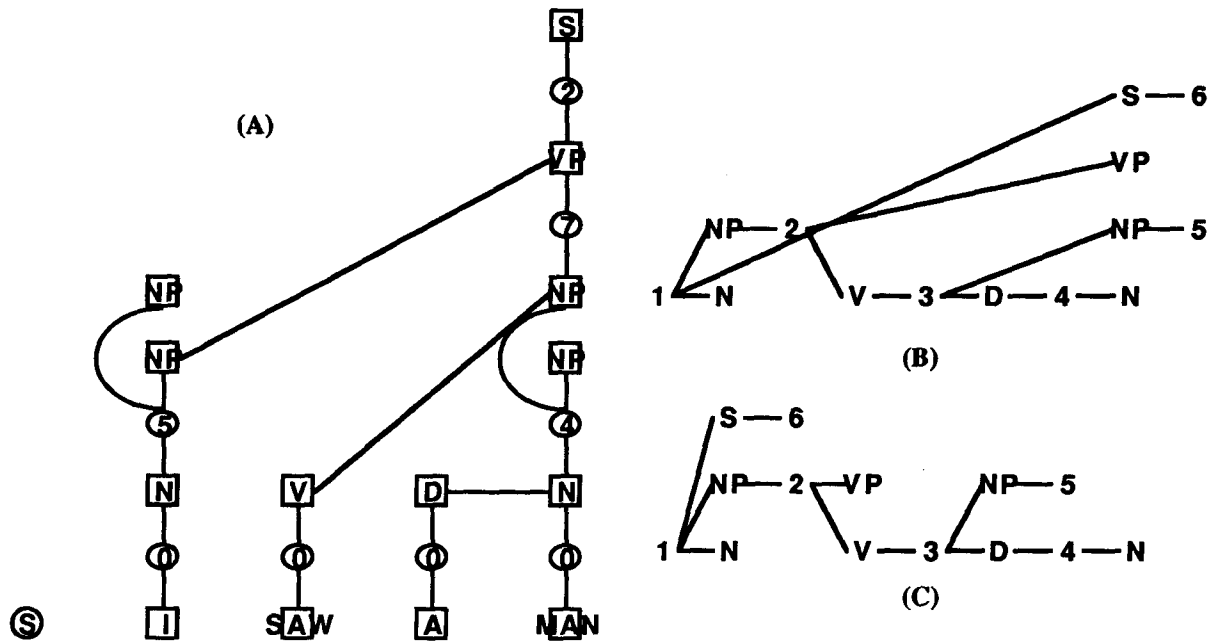 S
2
(A)
VP
7
NP NP
NP NP
5 4
N V D N
0 0 0 0
S I SAW A MAN
S — 6
VP
NP — 2 NP — 5
1 N V — 3 D — 4 — N
(B)
S — 6
NP — 2 VP NP — 5
1 N V — 3 D — 4 — N
(C)